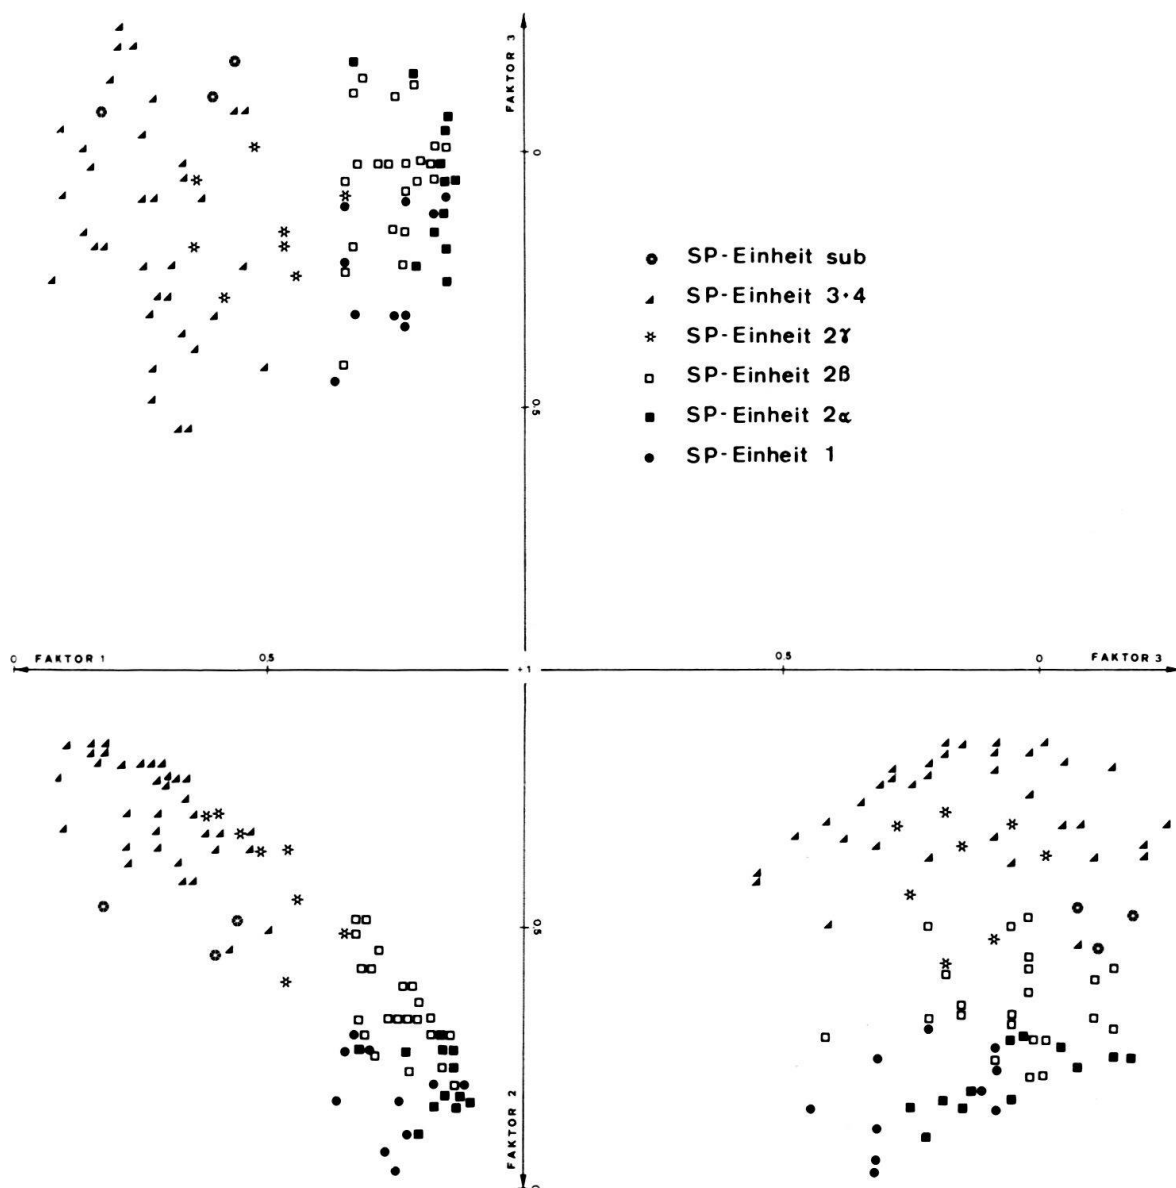 FAKTOR 3
0
0.5
SP-Einheit sub
SP-Einheit 3+4
SP-Einheit 2γ
SP-Einheit 2β
SP-Einheit 2α
SP-Einheit 1
0 FAKTOR 1 0.5 +1 0.5 0 FAKTOR 3
0.5
FAKTOR 2
0